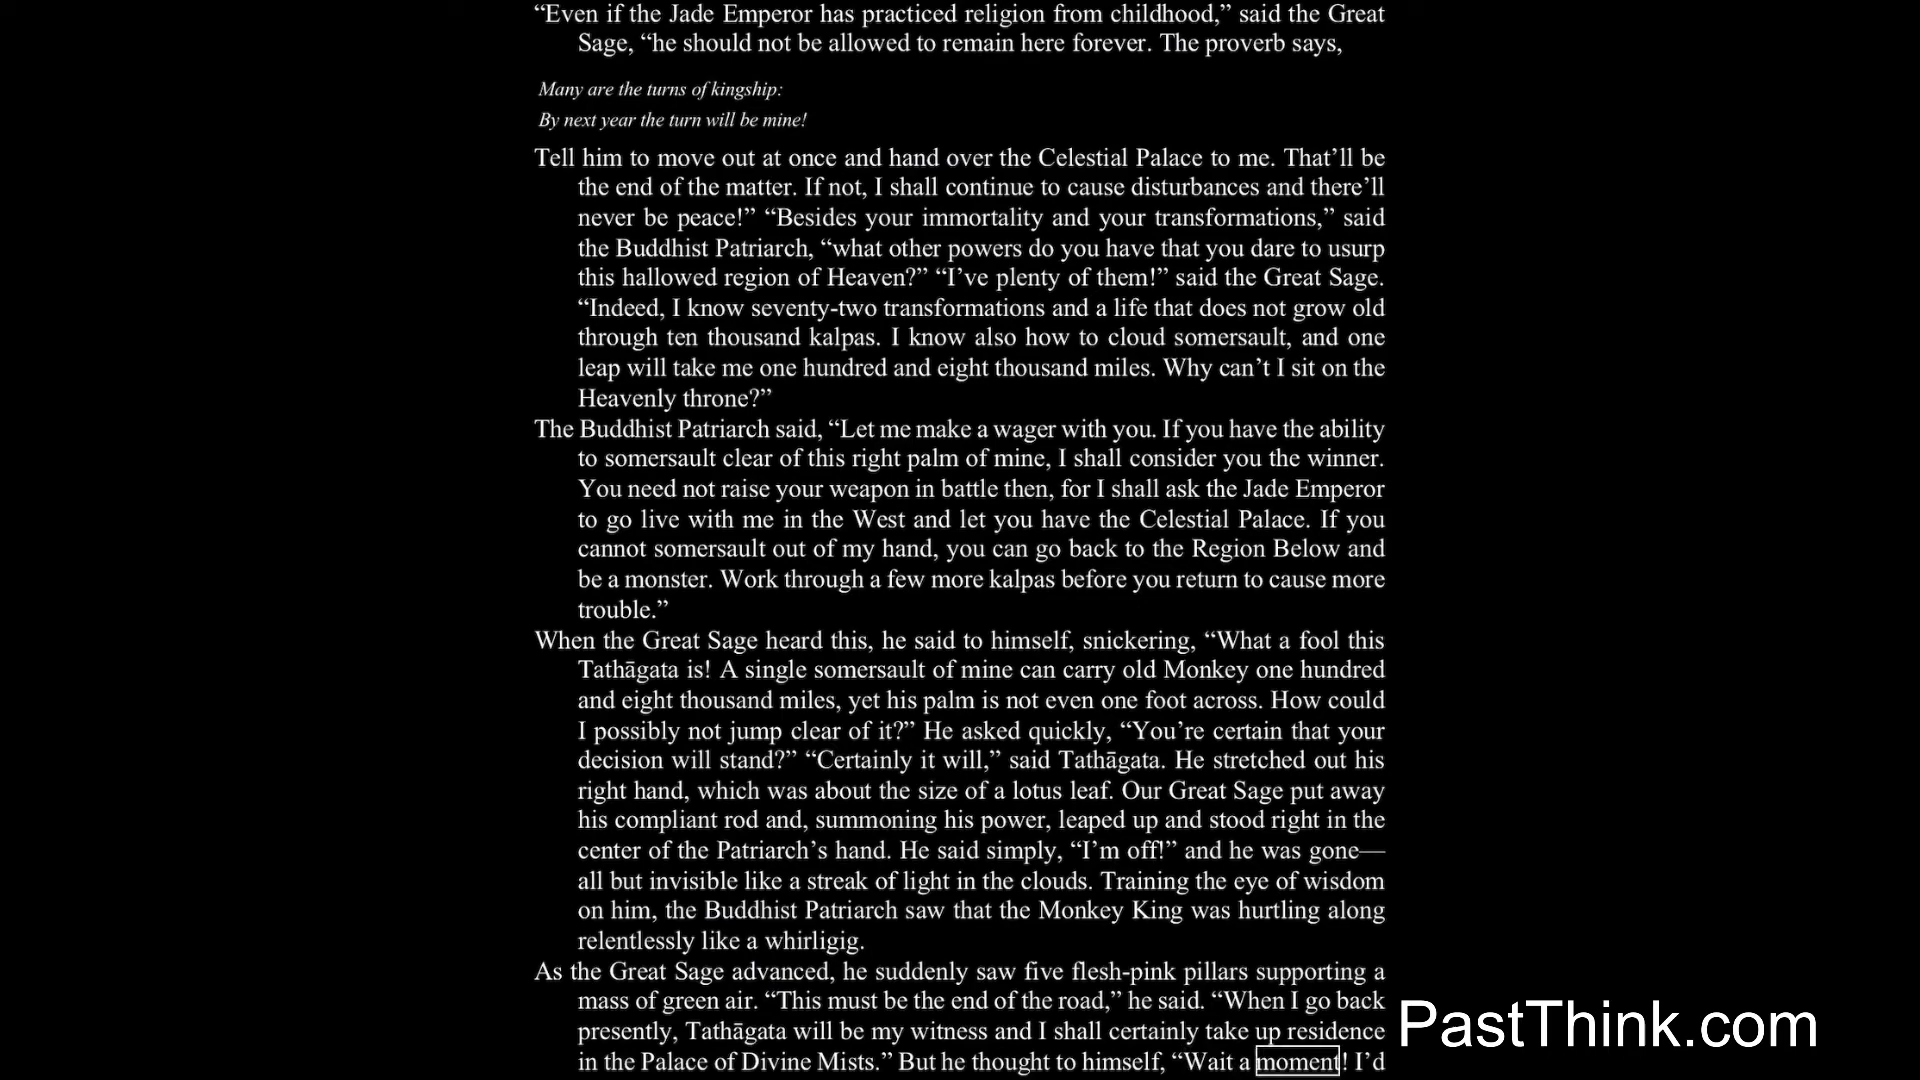 “Even if the Jade Emperor has practiced religion from childhood,” said the Great
Sage, “he should not be allowed to remain here forever. The proverb says,
Many are the turns of kingship:
By next year the turn will be mine!
Tell him to move out at once and hand over the Celestial Palace to me. That’ll be
the end of the matter. If not, I shall continue to cause disturbances and there’ll
never be peace!” “Besides your immortality and your transformations,” said
the Buddhist Patriarch, “what other powers do you have that you dare to usurp
this hallowed region of Heaven?” “I’ve plenty of them!” said the Great Sage.
“Indeed, I know seventy-two transformations and a life that does not grow old
through ten thousand kalpas. I know also how to cloud somersault, and one
leap will take me one hundred and eight thousand miles. Why can’t I sit on the
Heavenly throne?”
The Buddhist Patriarch said, “Let me make a wager with you. If you have the ability
to somersault clear of this right palm of mine, I shall consider you the winner.
You need not raise your weapon in battle then, for I shall ask the Jade Emperor
to go live with me in the West and let you have the Celestial Palace. If you
cannot somersault out of my hand, you can go back to the Region Below and
be a monster. Work through a few more kalpas before you return to cause more
trouble.”
When the Great Sage heard this, he said to himself, snickering, “What a fool this
Tathāgata is! A single somersault of mine can carry old Monkey one hundred
and eight thousand miles, yet his palm is not even one foot across. How could
I possibly not jump clear of it?” He asked quickly, “You’re certain that your
decision will stand?” “Certainly it will,” said Tathāgata. He stretched out his
right hand, which was about the size of a lotus leaf. Our Great Sage put away
his compliant rod and, summoning his power, leaped up and stood right in the
center of the Patriarch’s hand. He said simply, “I’m off!” and he was gone—
all but invisible like a streak of light in the clouds. Training the eye of wisdom
on him, the Buddhist Patriarch saw that the Monkey King was hurtling along
relentlessly like a whirligig.
As the Great Sage advanced, he suddenly saw five flesh-pink pillars supporting a
mass of green air. “This must be the end of the road,” he said. “When I go back
presently, Tathāgata will be my witness and I shall certainly take up residence
in the Palace of Divine Mists.” But he thought to himself, “Wait a moment! I’d
PastThink.com